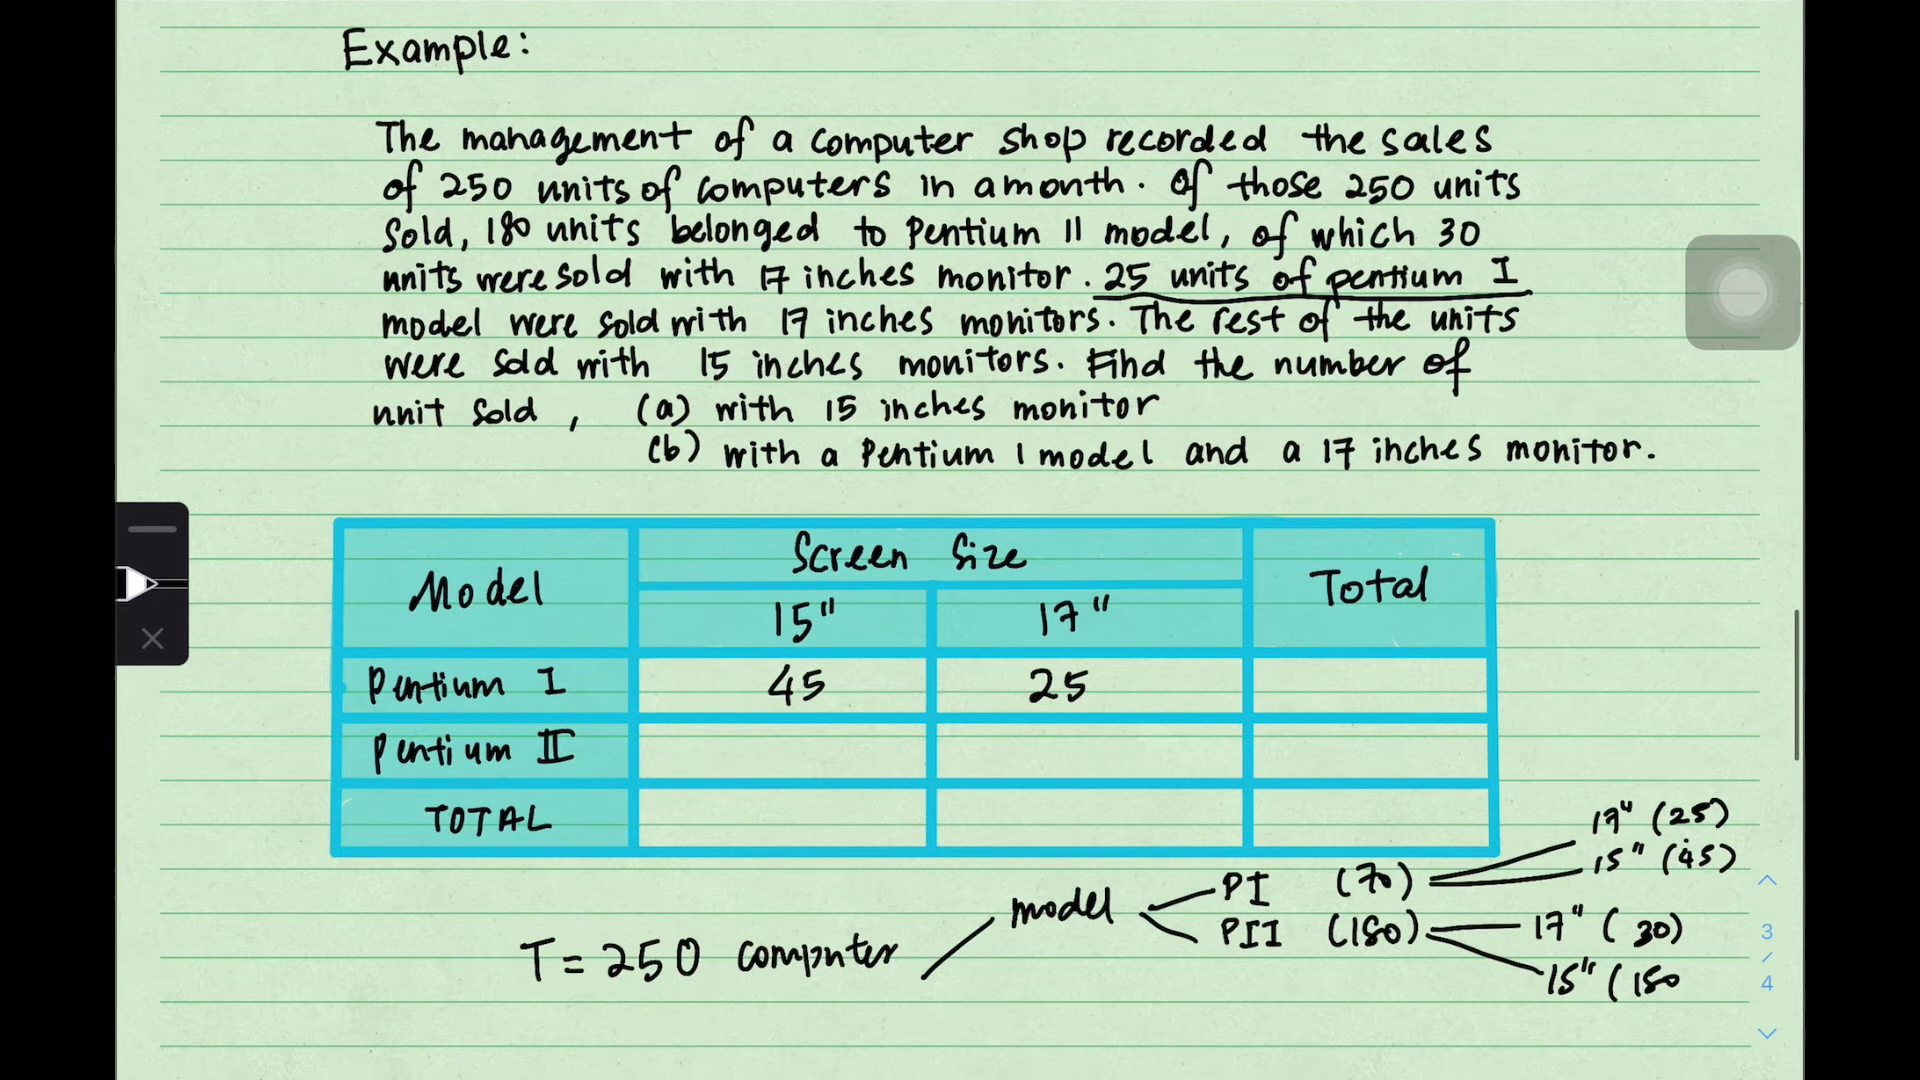 Example:
The management of a computer shop recorded the sales
of 250 units of computers in a month. Of those 250 units
sold, 180 units belonged to Pentium II model, of which 30
units were sold with 17 inches monitor. 25 units of pentium I
model were sold with 17 inches monitors. The rest of the units
were sold with 15 inches monitors. Find the number of
unit sold, (a) with 15 inches monitor
(b) with a Pentium I model and a 17 inches monitor.
Model Screen Size Total
15" 17"
Pentium I 45 25
Pentium II
TOTAL
17" (25)
15" (45)
model PI (70)
PII (180) 17" (30)
T = 250 computer
15" (150
3
/
4